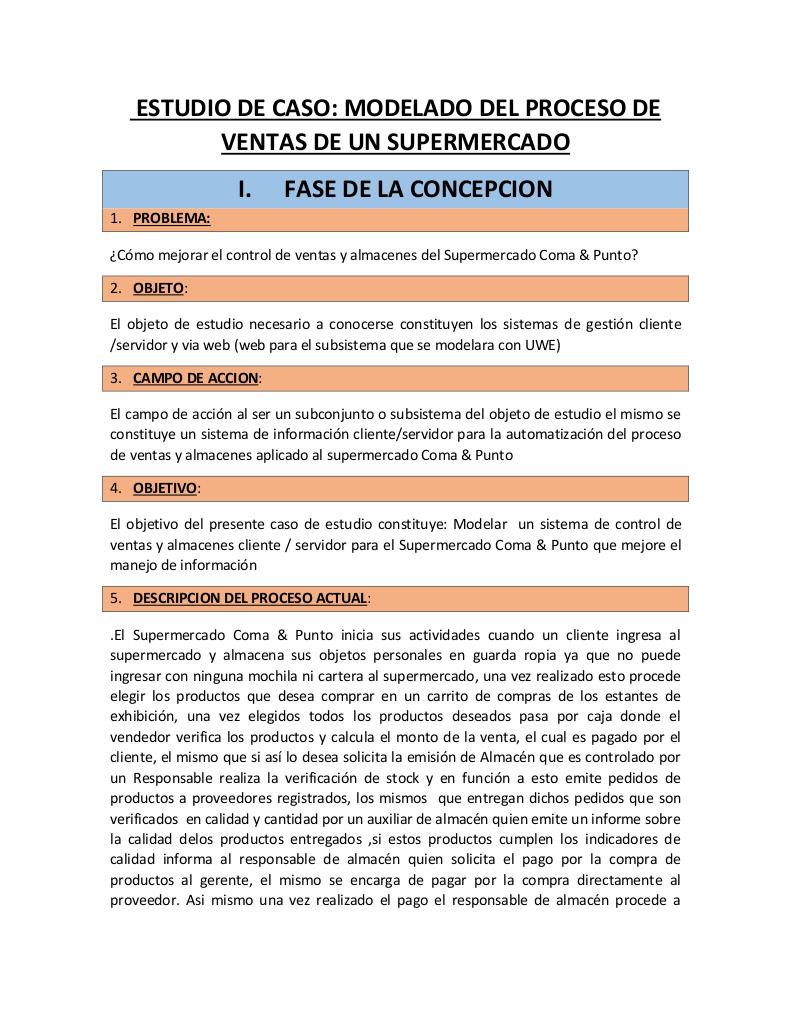 ESTUDIO DE CASO: MODELADO DEL PROCESO DE
VENTAS DE UN SUPERMERCADO
I. FASE DE LA CONCEPCION
1. PROBLEMA:
¿Cómo mejorar el control de ventas y almacenes del Supermercado Coma & Punto?
2. OBJETO:
El objeto de estudio necesario a conocerse constituyen los sistemas de gestión cliente
/servidor y via web (web para el subsistema que se modelara con UWE)
3. CAMPO DE ACCION:
El campo de acción al ser un subconjunto o subsistema del objeto de estudio el mismo se
constituye un sistema de información cliente/servidor para la automatización del proceso
de ventas y almacenes aplicado al supermercado Coma & Punto
4. OBJETIVO:
El objetivo del presente caso de estudio constituye: Modelar un sistema de control de
ventas y almacenes cliente / servidor para el Supermercado Coma & Punto que mejore el
manejo de información
5. DESCRIPCION DEL PROCESO ACTUAL:
.El Supermercado Coma & Punto inicia sus actividades cuando un cliente ingresa al
supermercado y almacena sus objetos personales en guarda ropia ya que no puede
ingresar con ninguna mochila ni cartera al supermercado, una vez realizado esto procede
elegir los productos que desea comprar en un carrito de compras de los estantes de
exhibición, una vez elegidos todos los productos deseados pasa por caja donde el
vendedor verifica los productos y calcula el monto de la venta, el cual es pagado por el
cliente, el mismo que si así lo desea solicita la emisión de Almacén que es controlado por
un Responsable realiza la verificación de stock y en función a esto emite pedidos de
productos a proveedores registrados, los mismos que entregan dichos pedidos que son
verificados en calidad y cantidad por un auxiliar de almacén quien emite un informe sobre
la calidad delos productos entregados ,si estos productos cumplen los indicadores de
calidad informa al responsable de almacén quien solicita el pago por la compra de
productos al gerente, el mismo se encarga de pagar por la compra directamente al
proveedor. Asi mismo una vez realizado el pago el responsable de almacén procede a